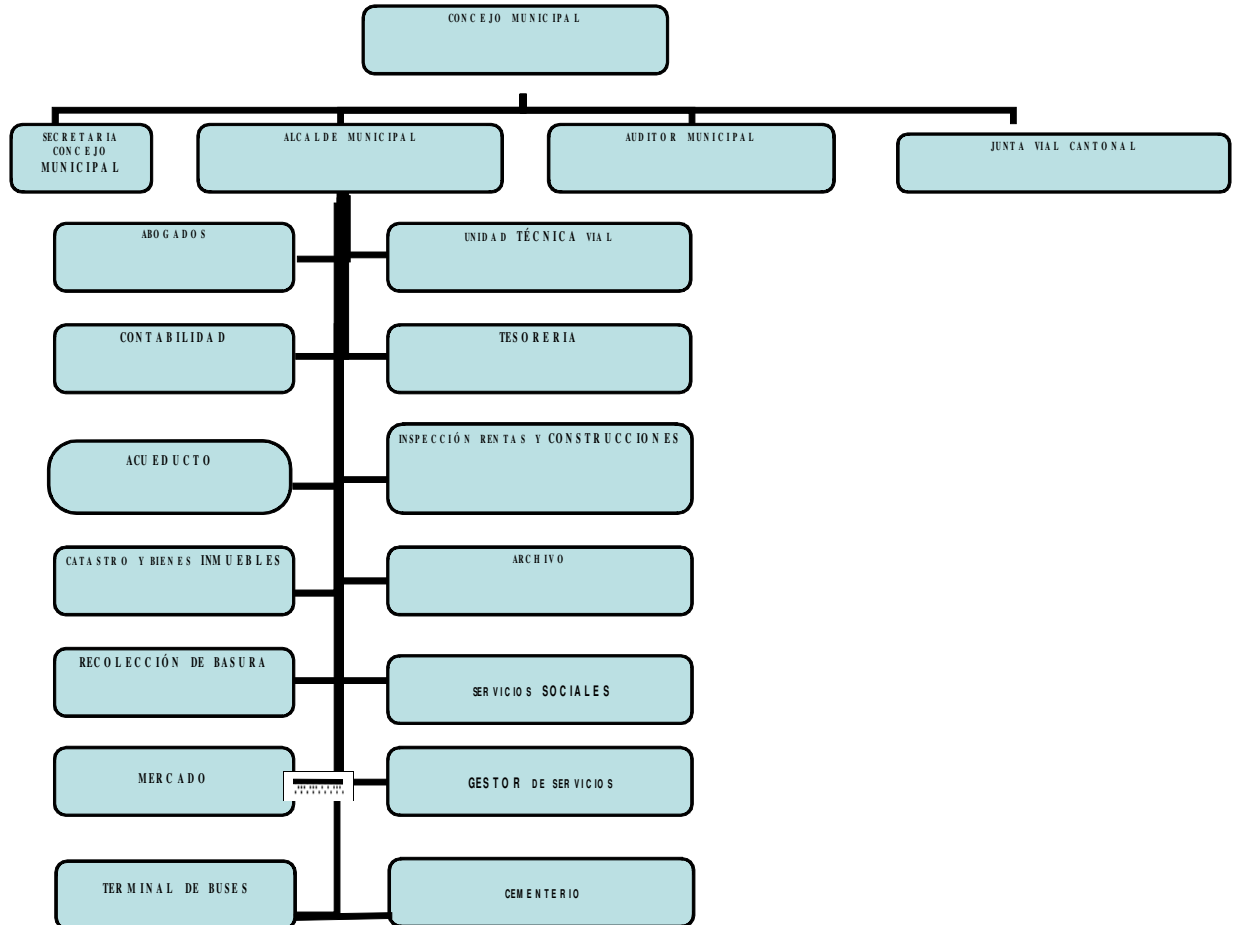 CONCEJO MUNICIPAL
SECRETARIA
CONCEJO
MUNICIPAL
ALCALDE MUNICIPAL
AUDITOR MUNICIPAL
JUNTA VIAL CANTONAL
ABOGADOS
UNIDAD TÉCNICA VIAL
CONTABILIDAD
TESORERIA
ACUEDUCTO
INSPECCIÓN RENTAS Y CONSTRUCCIONES
CATASTRO Y BIENES INMUEBLES
ARCHIVO
RECOLECCIÓN DE BASURA
SERVICIOS SOCIALES
MERCADO
GESTOR DE SERVICIOS
TERMINAL DE BUSES
CEMENTERIO